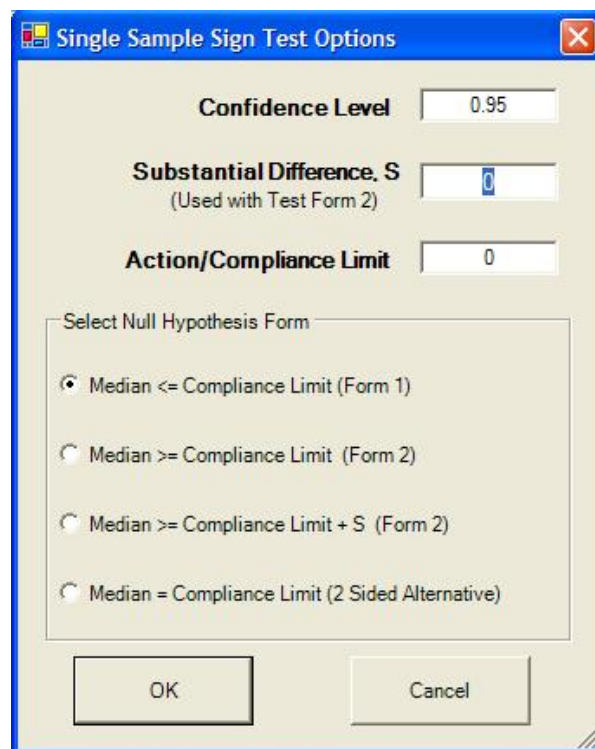 Single Sample Sign Test Options
Confidence Level 0.95
Substantial Difference, S 0
(Used with Test Form 2)
Action/Compliance Limit 0
Select Null Hypothesis Form
Median <= Compliance Limit (Form 1)
Median >= Compliance Limit (Form 2)
Median >= Compliance Limit + S (Form 2)
Median = Compliance Limit (2 Sided Alternative)
OK Cancel